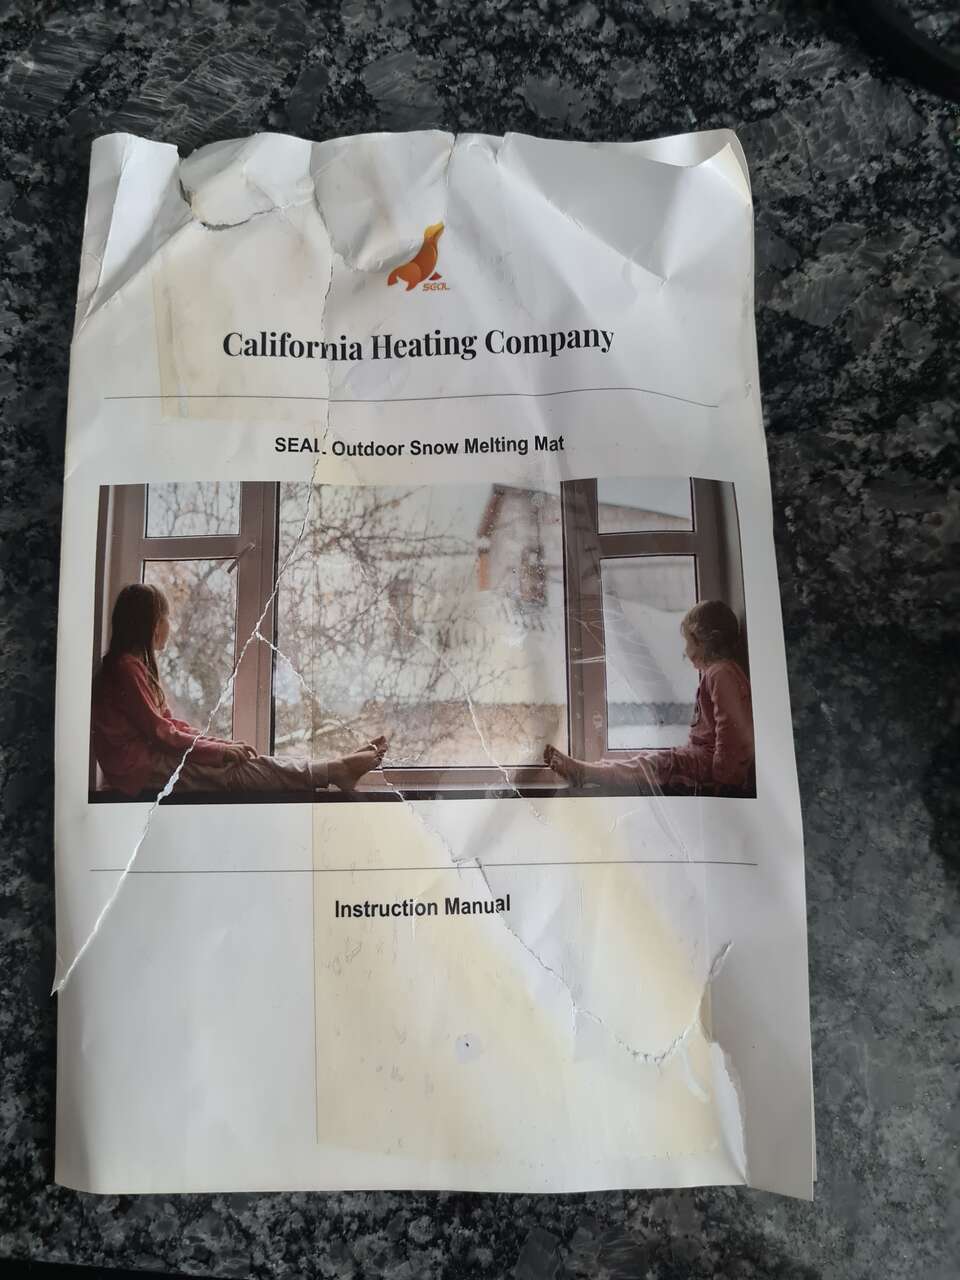 SEAL
California Heating Company
SEAL Outdoor Snow Melting Mat
Instruction Manual